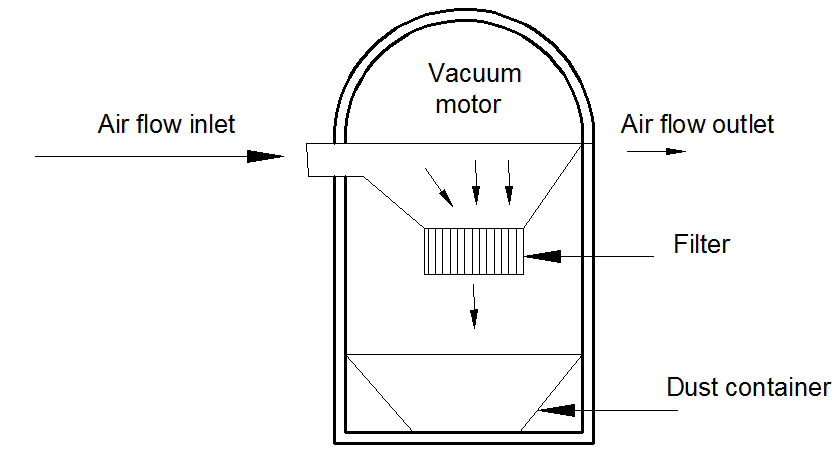 Vacuum
motor
Air flow inlet
Air flow outlet
Filter
Dust container